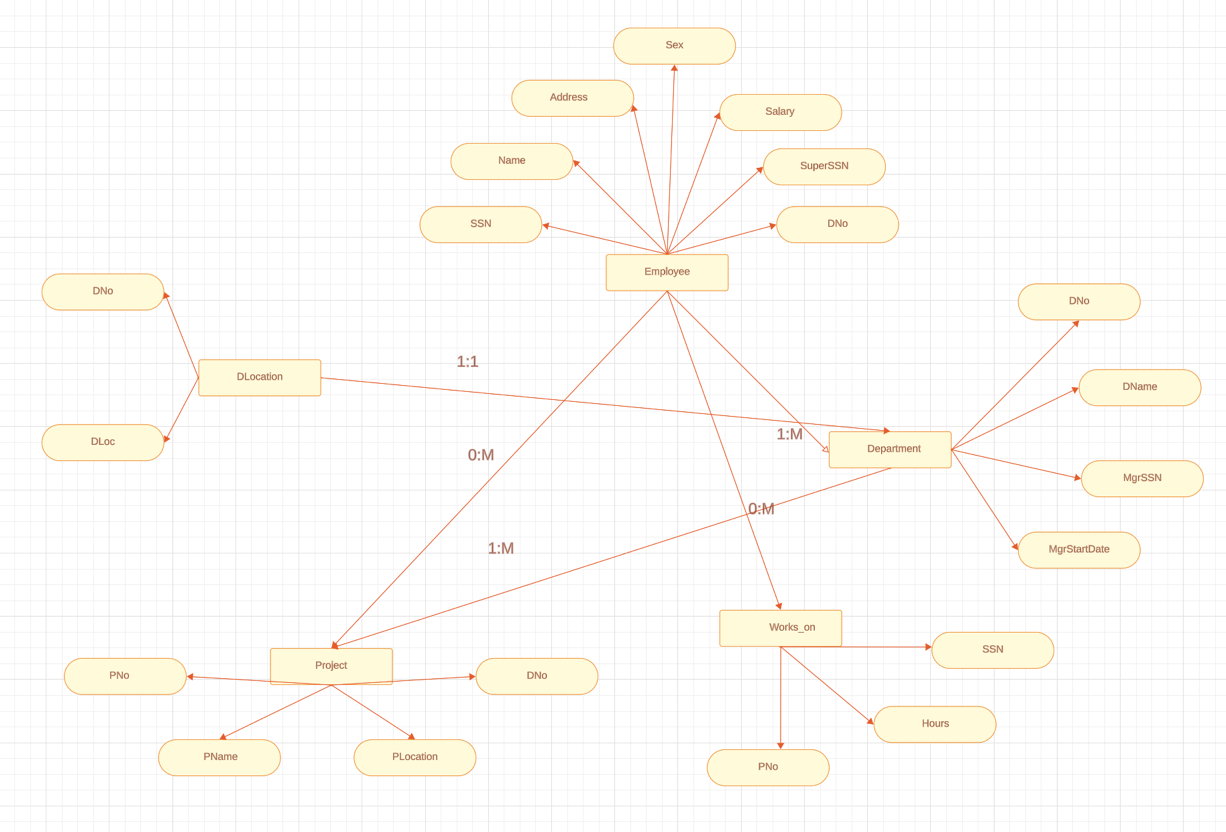 Sex
Address
Salary
Name
SuperSSN
SSN
DNo
Employee
DNo
DNo
1:1
DLocation
DName
DLoc
1:M
Department
0:M
MgrSSN
0:M
1:M
MgrStartDate
Works_on
SSN
Project
PNo
DNo
Hours
PName
PLocation
PNo